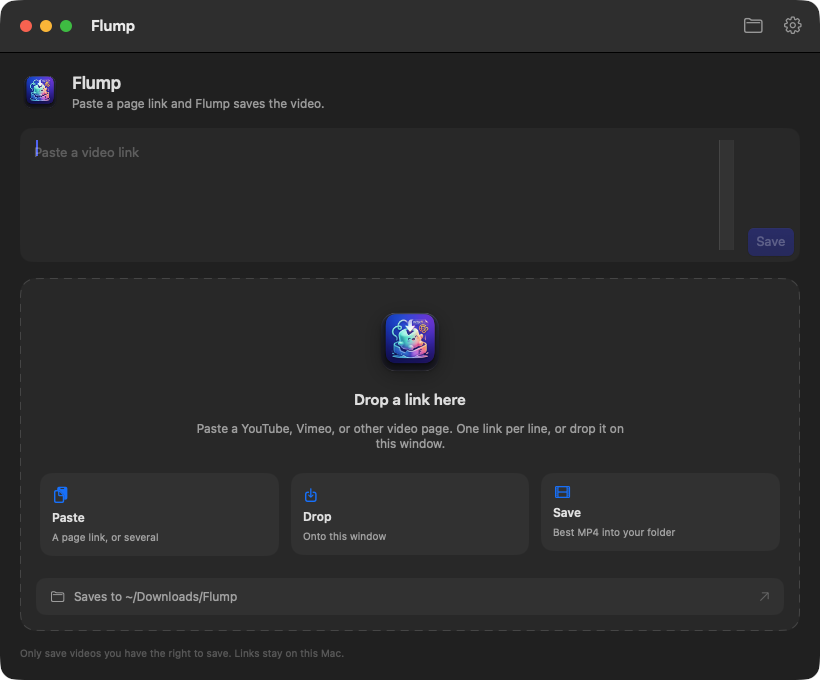 Flump
Flump
Paste a page link and Flump saves the video.
Paste a video link
Save
Drop a link here
Paste a YouTube, Vimeo, or other video page. One link per line, or drop it on
this window.
Paste
A page link, or several
Drop
Onto this window
Save
Best MP4 into your folder
Saves to ~/Downloads/Flump
Only save videos you have the right to save. Links stay on this Mac.